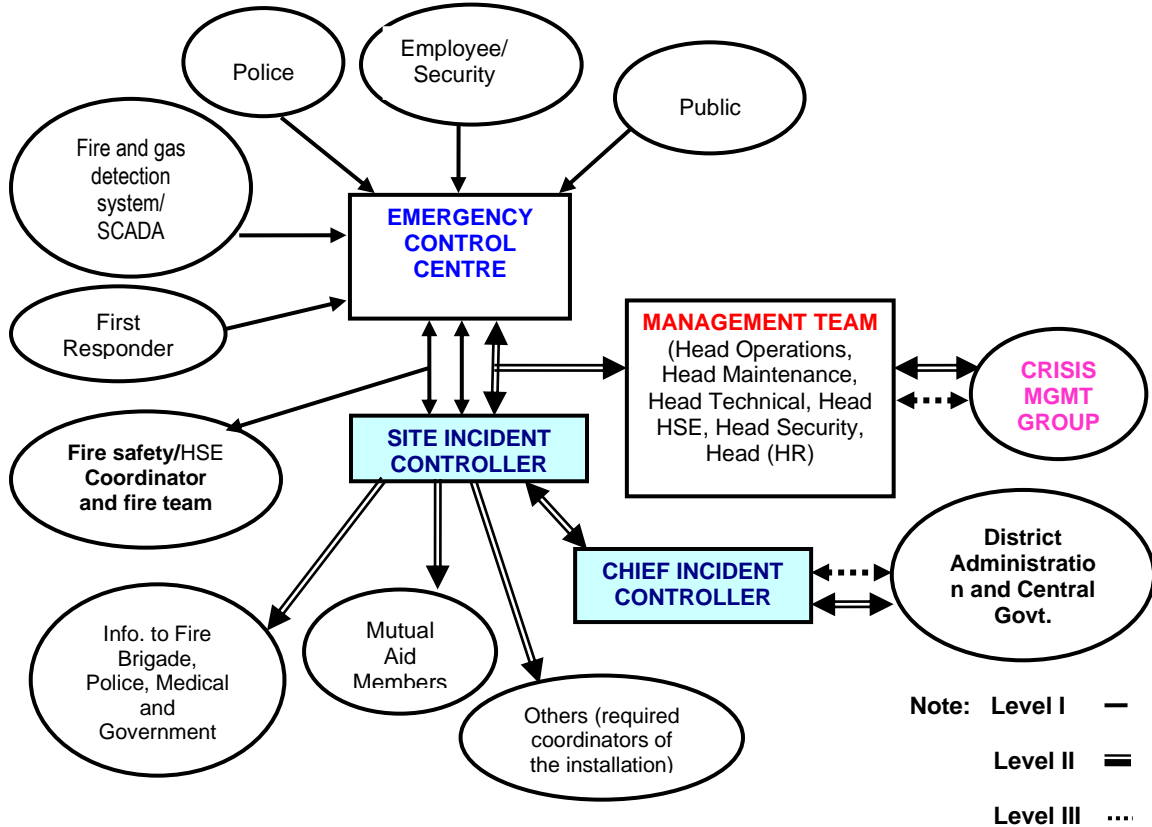 Police
Employee/
Security
Public
Fire and gas
detection
system/
SCADA
EMERGENCY
CONTROL
CENTRE
First
Responder
MANAGEMENT TEAM
(Head Operations,
Head Maintenance,
Head Technical, Head
HSE, Head Security,
Head (HR)
CRISIS
MGMT
GROUP
Fire safety/HSE
Coordinator
and fire team
SITE INCIDENT
CONTROLLER
CHIEF INCIDENT
CONTROLLER
District
Administratio
n and Central
Govt.
Info. to Fire
Brigade,
Police, Medical
and
Government
Mutual
Aid
Members
Others (required
coordinators of
the installation)
Note: Level I
Level II
Level III